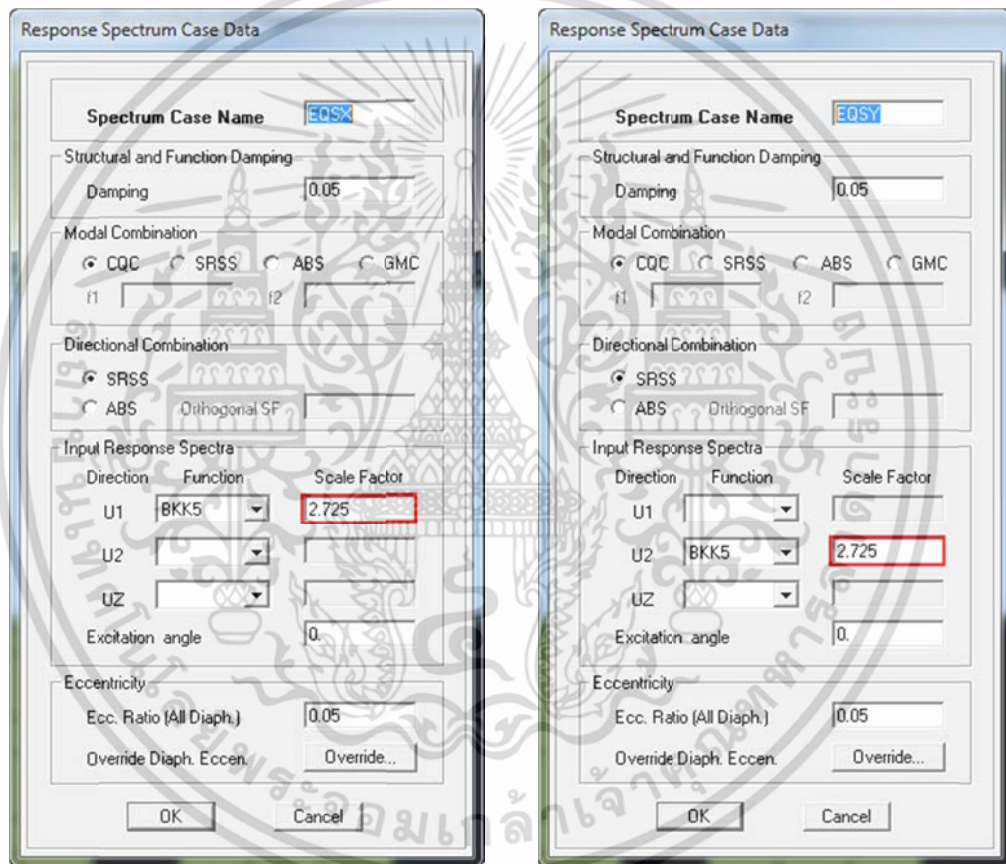 Response Spectrum Case Data
Spectrum Case Name EQSX
Structural and Function Damping
Damping 0.05
Modal Combination
CQC SRSS ABS GMC
f1 f2
Directional Combination
SRSS
ABS Orthogonal SF
Input Response Spectra
Direction Function Scale Factor
U1 BKK5 2.725
U2
UZ
Excitation angle 0.
Eccentricity
Ecc. Ratio (All Diaph.) 0.05
Override Diaph. Eccen. Override...
OK Cancel
Response Spectrum Case Data
Spectrum Case Name EQSY
Structural and Function Damping
Damping 0.05
Modal Combination
CQC SRSS ABS GMC
f1 f2
Directional Combination
SRSS
ABS Orthogonal SF
Input Response Spectra
Direction Function Scale Factor
U1
U2 BKK5 2.725
UZ
Excitation angle 0.
Eccentricity
Ecc. Ratio (All Diaph.) 0.05
Override Diaph. Eccen. Override...
OK Cancel